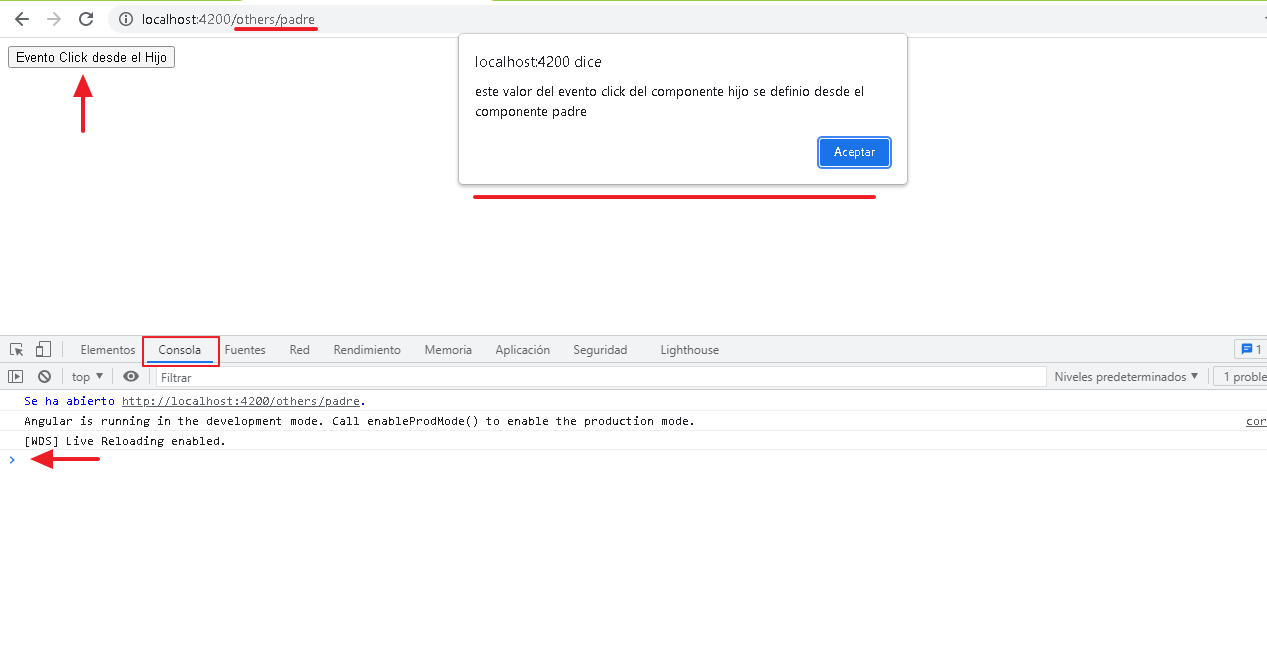 localhost:4200/others/padre
Evento Click desde el Hijo
localhost:4200 dice
este valor del evento click del componente hijo se definio desde el
componente padre
Aceptar
Elementos Consola Fuentes Red Rendimiento Memoria Aplicación Seguridad Lighthouse 1
top Filtrar Niveles predeterminados 1 proble
Se ha abierto http://localhost:4200/others/padre.
Angular is running in the development mode. Call enableProdMode() to enable the production mode. cor
[WDS] Live Reloading enabled.